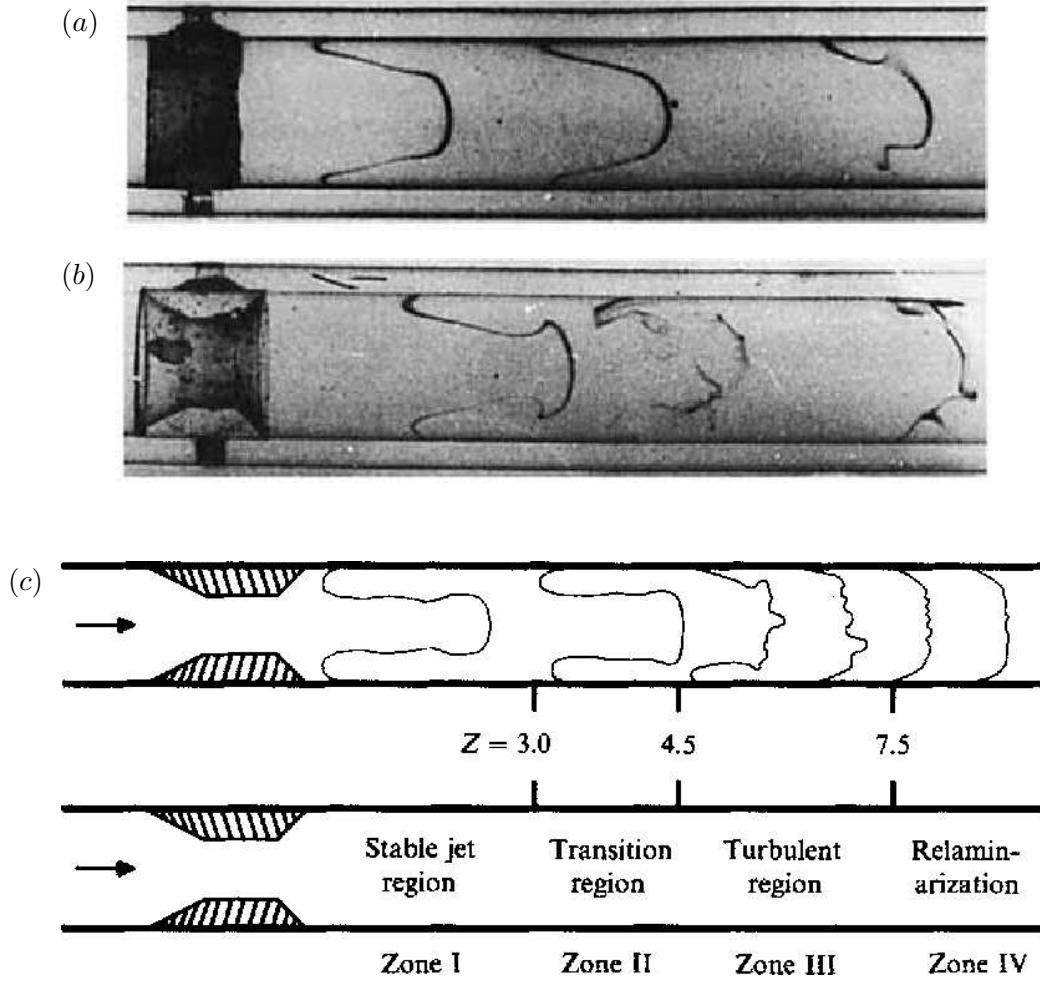 (a)
(b)
(c)
Z = 3.0 4.5 7.5
Stable jet region
Transition region
Turbulent region
Relamin-
arization
Zone I Zone II Zone III Zone IV